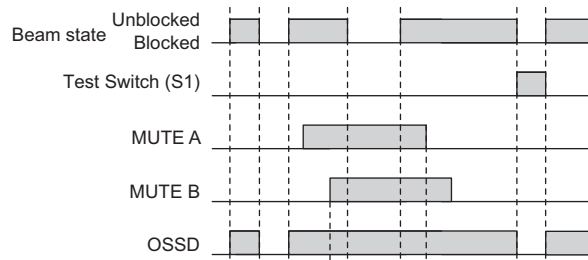 Unblocked
Beam state
Blocked
Test Switch (S1)
MUTE A
MUTE B
OSSD